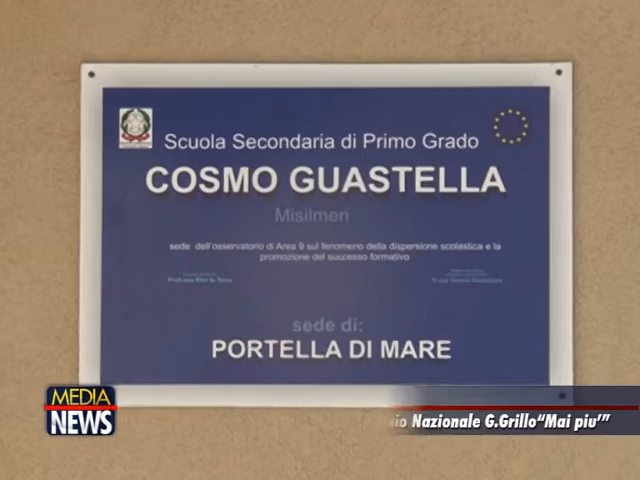 Scuola Secondaria di Primo Grado
COSMO GUASTELLA
Misilmeri
sede dell'osservatorio di Area 9 sul fenomeno della dispersione scolastica e la
promozione del successo formativo
sede di:
PORTELLA DI MARE
MEDIA
NEWS
Nazionale G.Grillo“Mai piu'”